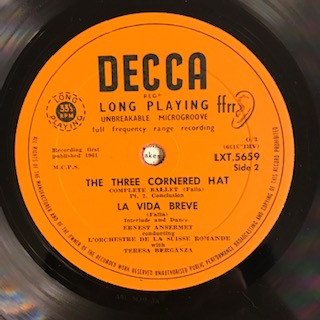 DECCA
REGD
LONG PLAYING ffrr
UNBREAKABLE MICROGROOVE
full frequency range recording
LONG 33⅓ RPM PLAYING
Recording first
published 1961
LXT.5659
Side 2
M.C.P.S.
THE THREE CORNERED HAT
COMPLETE BALLET (Falla)
Pt. 2, Conclusion
LA VIDA BREVE
(Falla)
Interlude and Dance
ERNEST ANSERMET
conducting
L'ORCHESTRE DE LA SUISSE ROMANDE
with
TERESA BERGANZA
ALL RIGHTS OF THE MANUFACTURER AND OF THE OWNER OF THE RECORDED WORK RESERVED UNAUTHORISED PUBLIC PERFORMANCE BROADCASTING AND COPYING OF THIS RECORD PROHIBITED